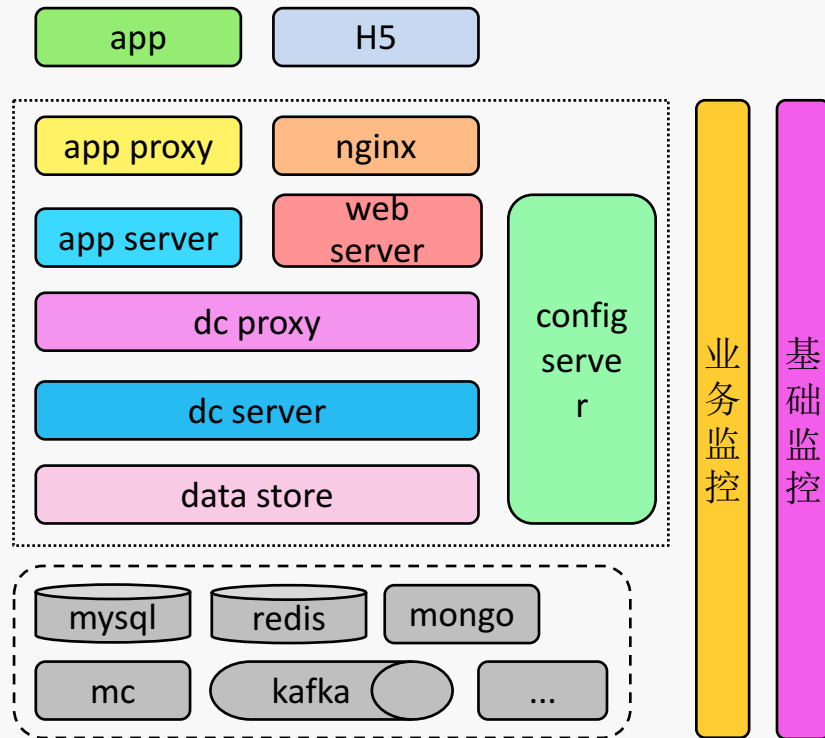 app
H5
app proxy
nginx
app server
web
server
dc proxy
config
serve
r
dc server
data store
业务监控
基础监控
mysql
redis
mongo
mc
kafka
...